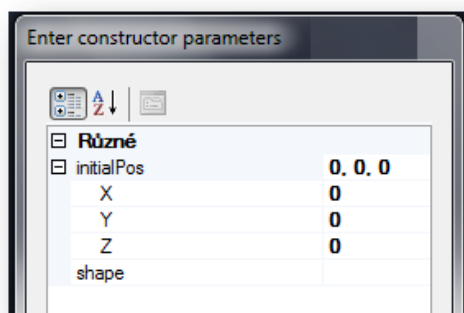 Enter constructor parameters
A
Z
Různé
initialPos 0, 0, 0
X 0
Y 0
Z 0
shape